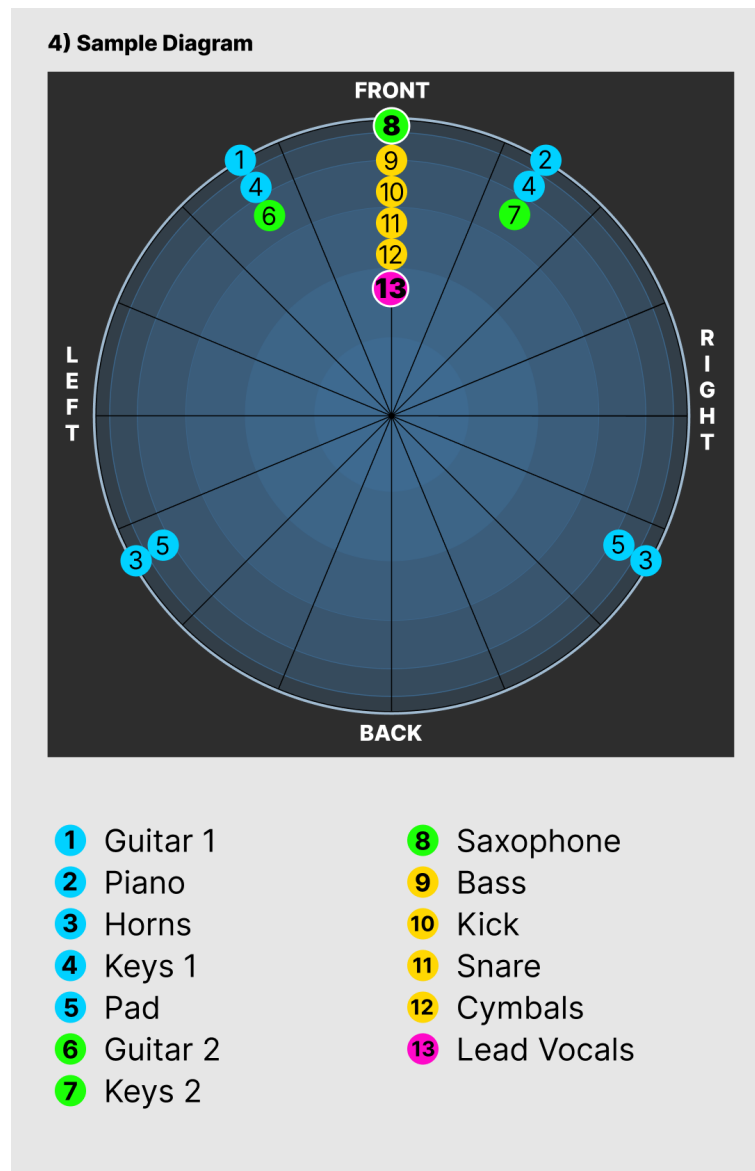 4) Sample Diagram
FRONT
8
1
9
2
4
10
4
6
11
7
12
13
LEFT
RIGHT
3
5
5
3
BACK
1 Guitar 1
2 Piano
3 Horns
4 Keys 1
5 Pad
6 Guitar 2
7 Keys 2
8 Saxophone
9 Bass
10 Kick
11 Snare
12 Cymbals
13 Lead Vocals